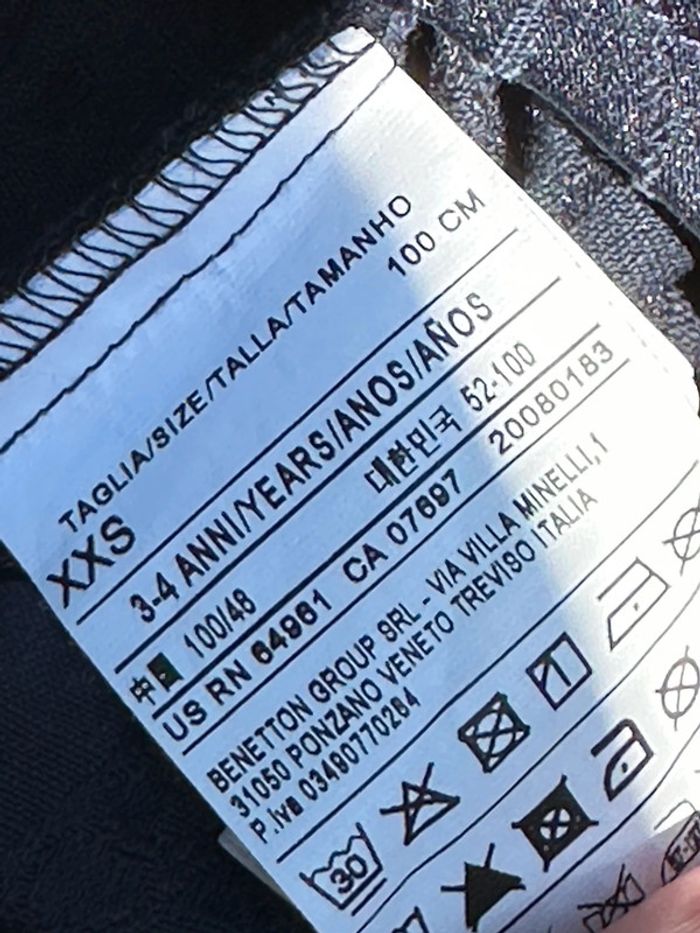 TAGLIA/SIZE/TALLA/TAMANHO
XXS 100 CM
3-4 ANNI/YEARS/ANOS/AÑOS
中国 100/48 대한민국 52-100
US RN 64981 CA 07697 20080183
BENETTON GROUP SRL - VIA VILLA MINELLI,1
31050 PONZANO VENETO TREVISO ITALIA
P.Iva 03490770264
30